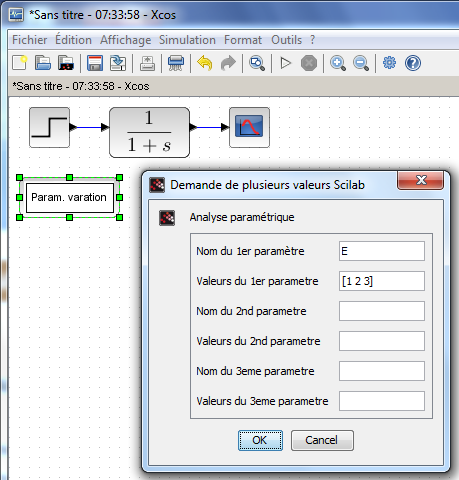 *Sans titre - 07:33:58 - Xcos
Fichier Édition Affichage Simulation Format Outils ?
*Sans titre - 07:33:58 - Xcos
1
1 + s
Param. varation
Demande de plusieurs valeurs Scilab
Analyse paramétrique
Nom du 1er paramètre E
Valeurs du 1er parametre [1 2 3]
Nom du 2nd parametre
Valeurs du 2nd parametre
Nom du 3eme parametre
Valeurs du 3eme parametre
OK Cancel